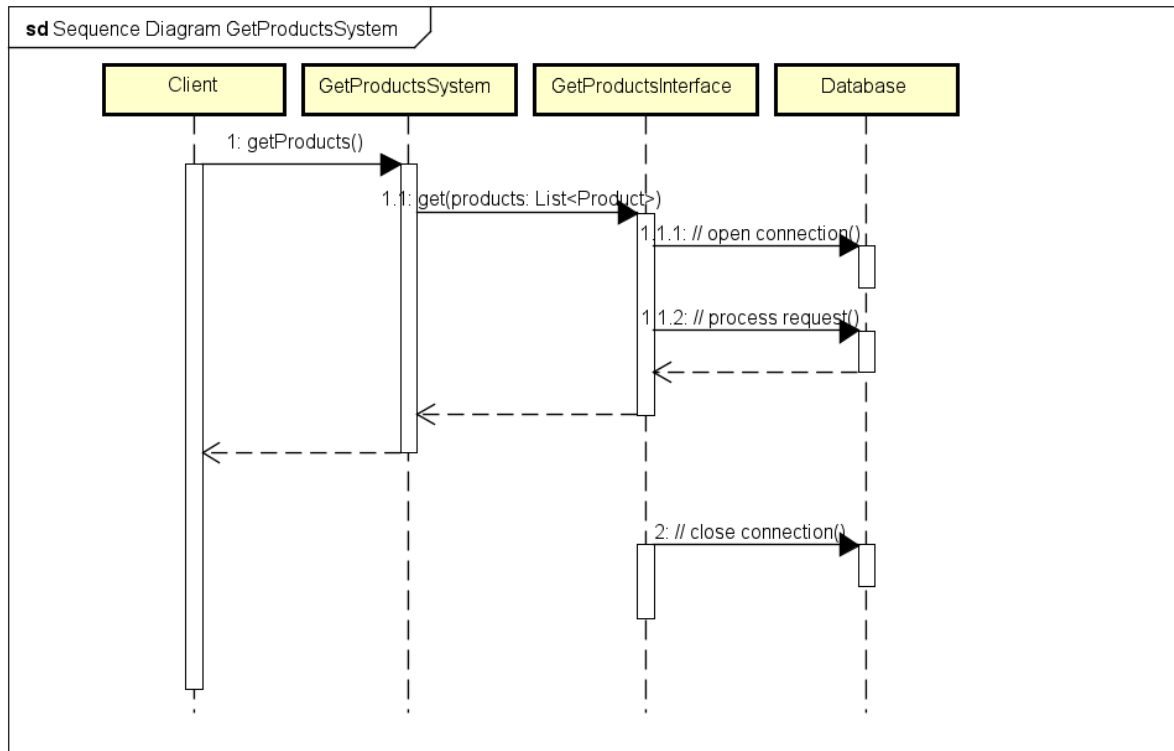 sd Sequence Diagram GetProductsSystem
Client
GetProductsSystem
GetProductsInterface
Database
1: getProducts()
1.1: get(products: List<Product>)
1.1.1: // open connection()
1.1.2: // process request()
2: // close connection()